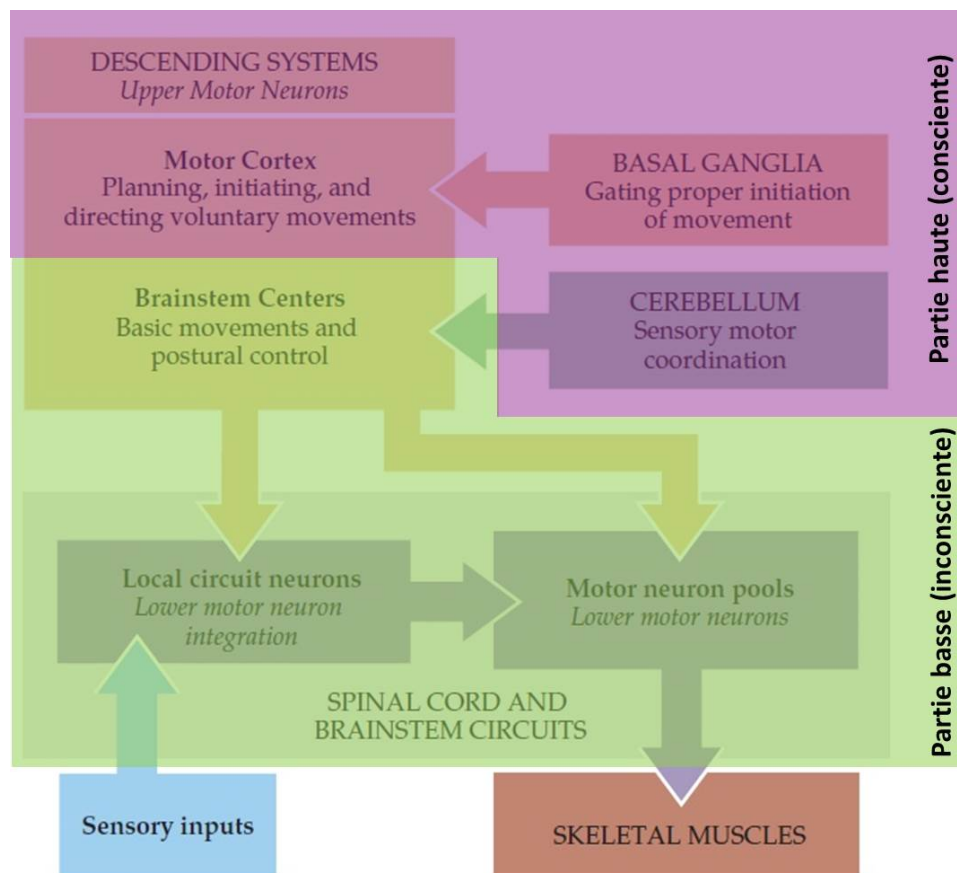 DESCENDING SYSTEMS
Upper Motor Neurons
Motor Cortex
Planning, initiating, and
directing voluntary movements
BASAL GANGLIA
Gating proper initiation
of movement
Brainstem Centers
Basic movements and
postural control
CEREBELLUM
Sensory motor
coordination
Partie haute (consciente)
Local circuit neurons
Lower motor neuron
integration
Motor neuron pools
Lower motor neurons
SPINAL CORD AND
BRAINSTEM CIRCUITS
Partie basse (inconsciente)
Sensory inputs
SKELETAL MUSCLES